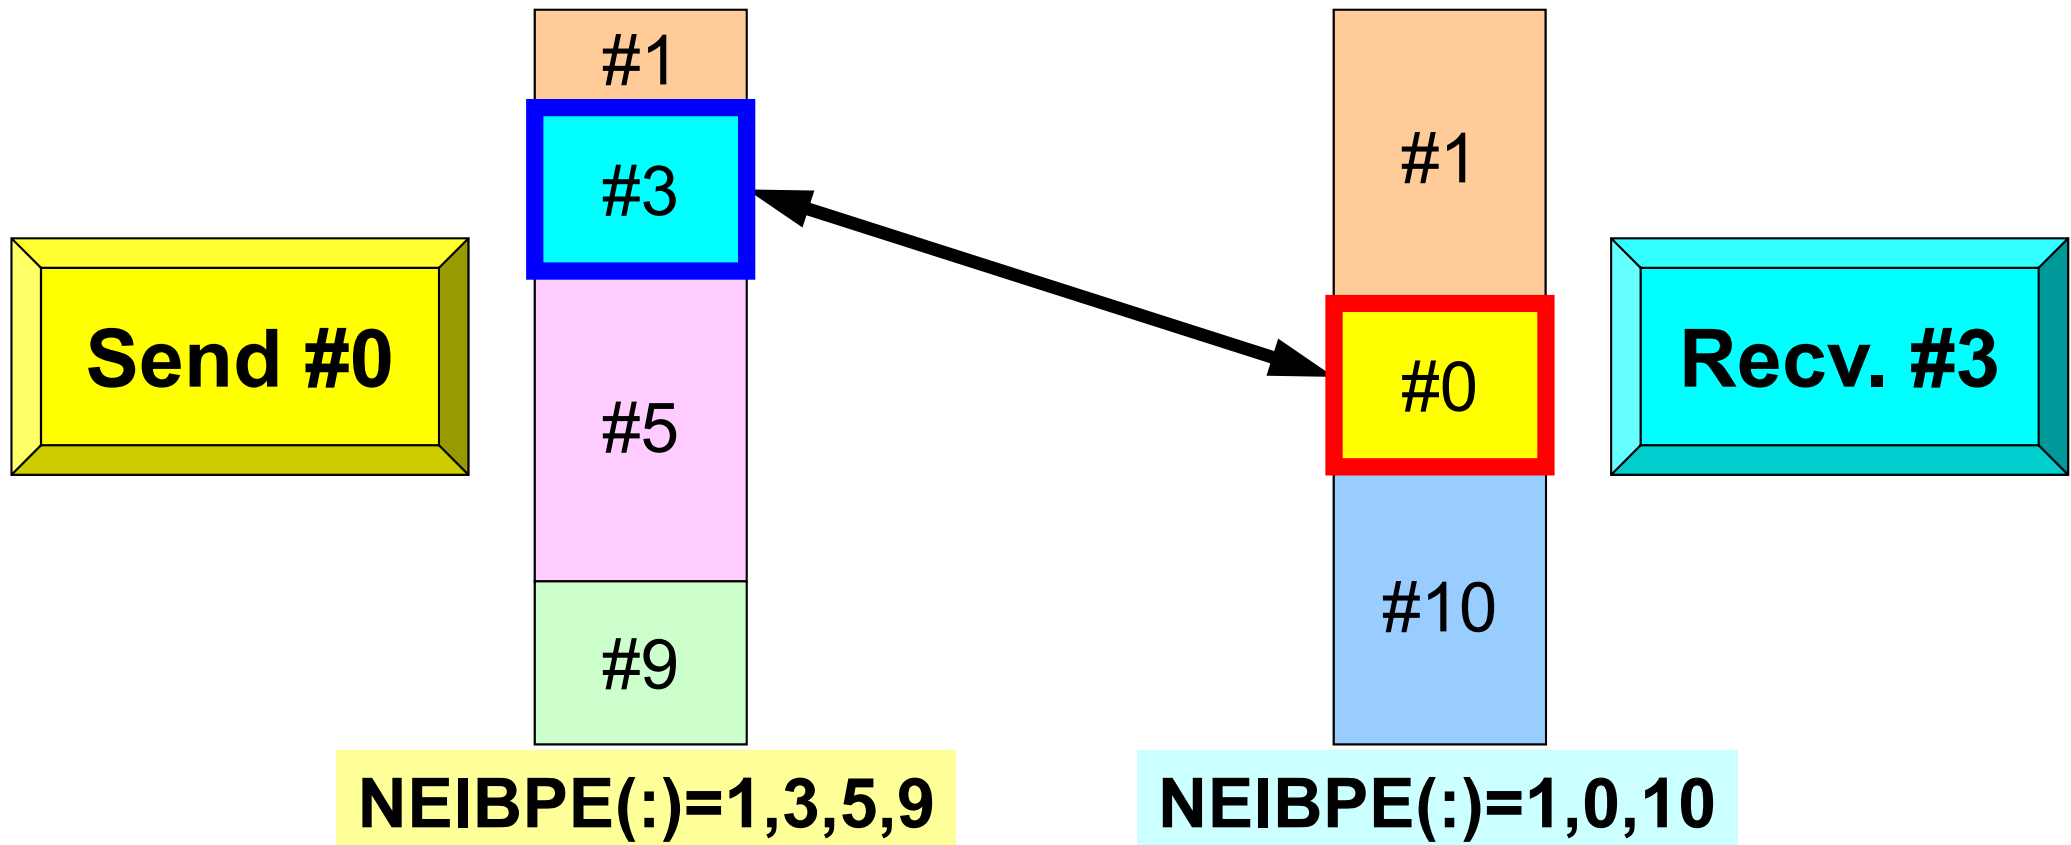 Send #0
#1
#3
#5
#9
NEIBPE(:)=1,3,5,9
#1
#0
#10
NEIBPE(:)=1,0,10
Recv. #3